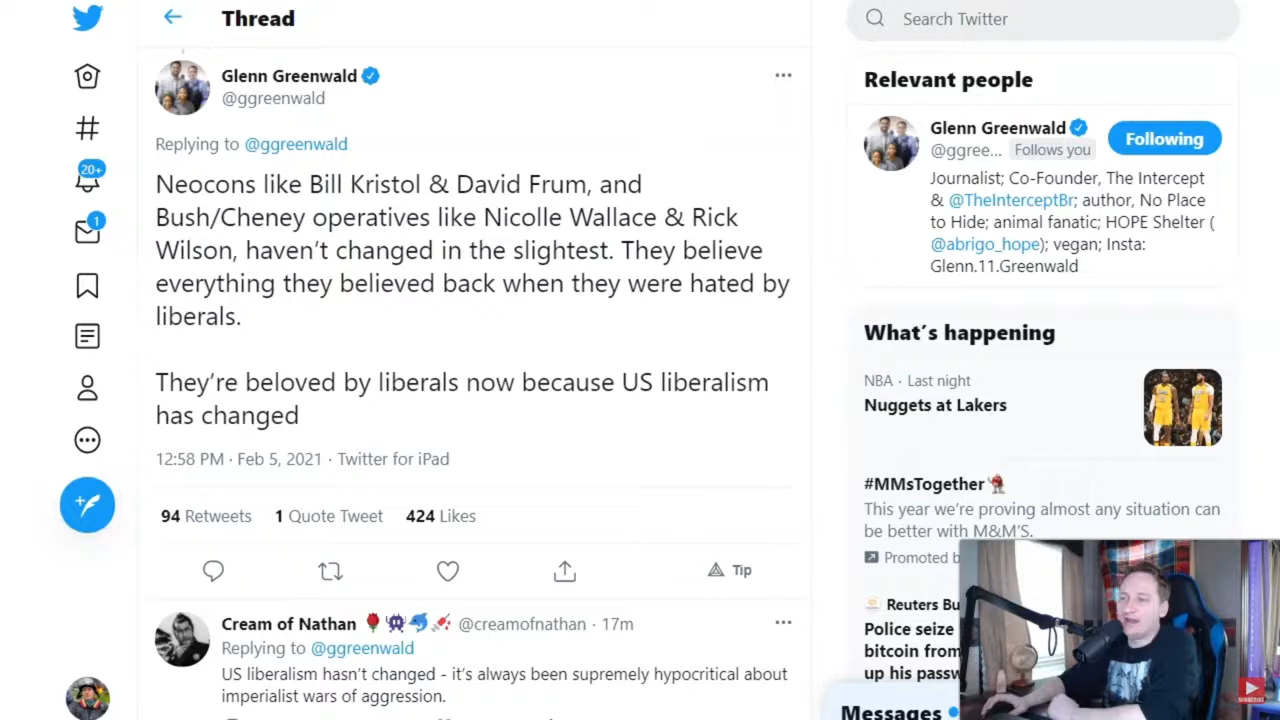 Thread
Search Twitter
Glenn Greenwald
@ggreenwald
Replying to @ggreenwald
Neocons like Bill Kristol & David Frum, and
Bush/Cheney operatives like Nicolle Wallace & Rick
Wilson, haven't changed in the slightest. They believe
everything they believed back when they were hated by
liberals.
They're beloved by liberals now because US liberalism
has changed
12:58 PM · Feb 5, 2021 · Twitter for iPad
94 Retweets 1 Quote Tweet 424 Likes
Tip
Cream of Nathan @creamofnathan · 17m
Replying to @ggreenwald
US liberalism hasn't changed - it's always been supremely hypocritical about
imperialist wars of aggression.
20+
1
Relevant people
Glenn Greenwald
@ggree... Follows you
Following
Journalist; Co-Founder, The Intercept
& @TheInterceptBr; author, No Place
to Hide; animal fanatic; HOPE Shelter (
@abrigo_hope); vegan; Insta:
Glenn.11.Greenwald
What's happening
NBA · Last night
Nuggets at Lakers
#MMsTogether
This year we're proving almost any situation can
be better with M&M'S.
Promoted b
Reuters Bu
Police seize
bitcoin from
up his passw
Messages
SUBSCRIBE